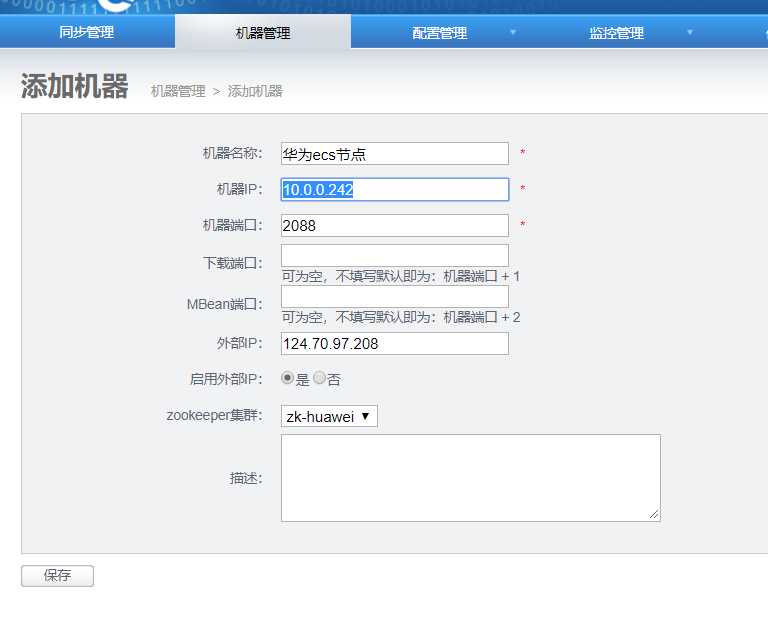 同步管理 机器管理 配置管理 监控管理
添加机器 机器管理 > 添加机器
机器名称： 华为ecs节点 *
机器IP： 10.0.0.242 *
机器端口： 2088 *
下载端口：
可为空，不填写默认即为：机器端口 + 1
MBean端口：
可为空，不填写默认即为：机器端口 + 2
外部IP： 124.70.97.208
启用外部IP： 是 否
zookeeper集群： zk-huawei
描述：
保存